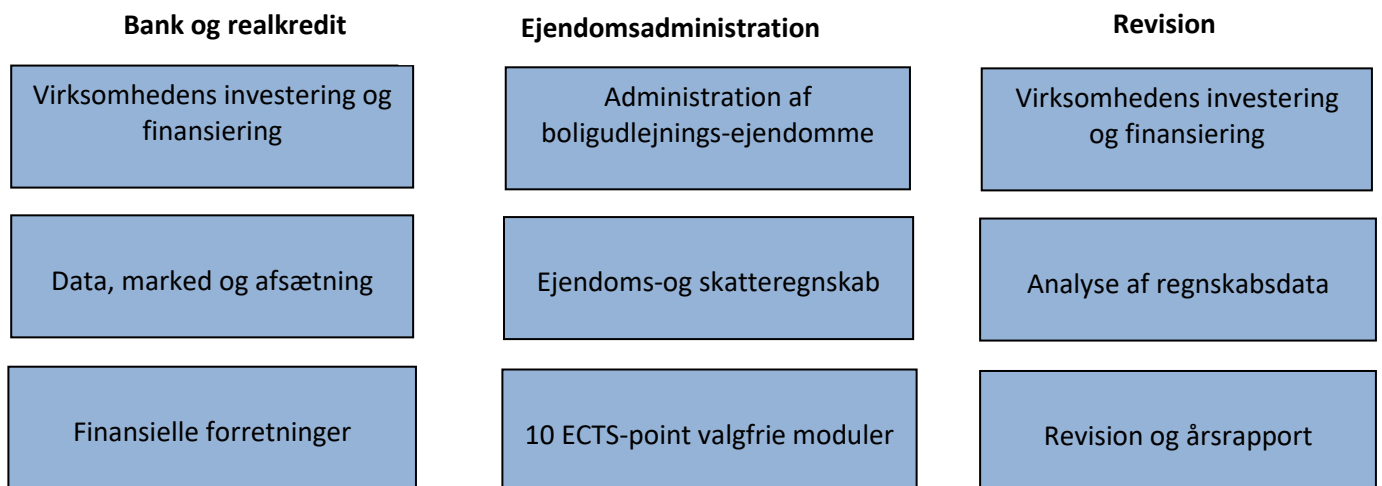 Bank og realkredit
Virksomhedens investering og
finansiering
Data, marked og afsætning
Finansielle forretninger
Ejendomsadministration
Administration af
boligudlejnings-ejendomme
Ejendoms-og skatteregnskab
10 ECTS-point valgfrie moduler
Revision
Virksomhedens investering
og finansiering
Analyse af regnskabsdata
Revision og årsrapport